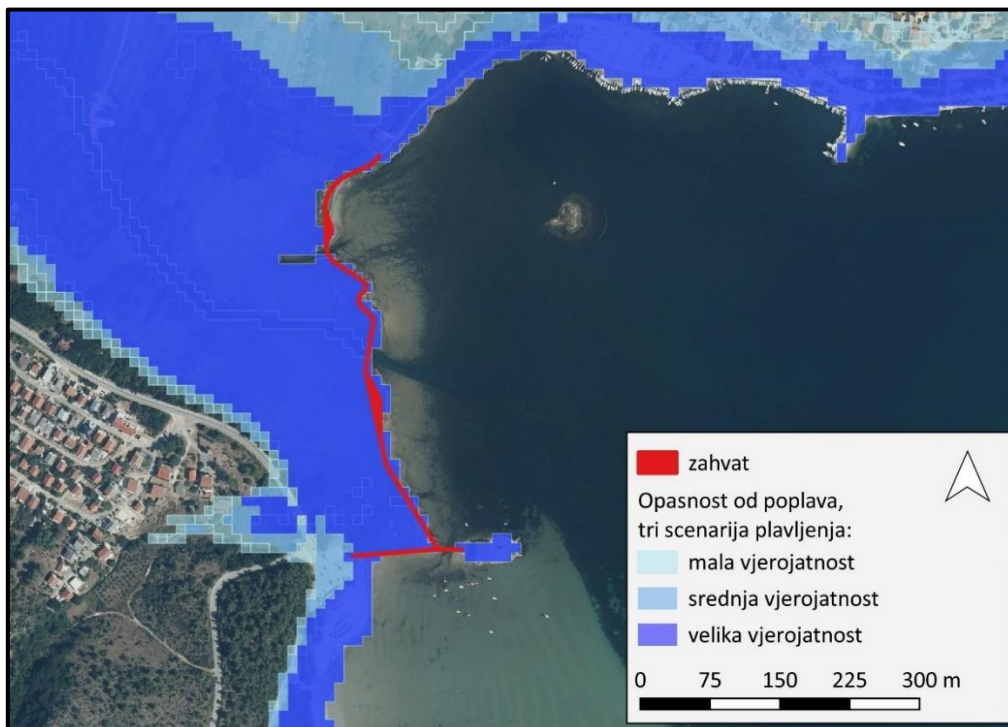 zahvat
Opasnost od poplava,
tri scenarija plavljenja:
mala vjerojatnost
srednja vjerojatnost
velika vjerojatnost
0 75 150 225 300 m